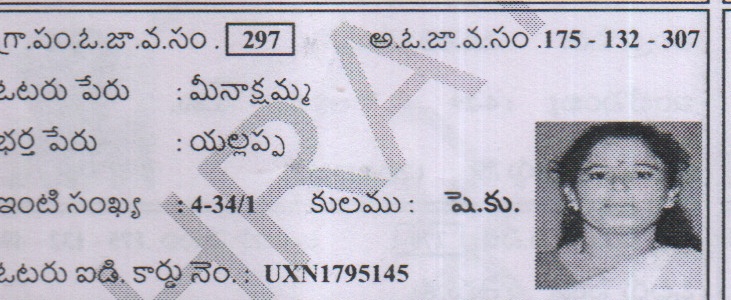 గ్రా.పం.ఓ.జా.వ.సం. 297 అ.ఓ.జా.వ.సం .175 - 132 - 307
ఓటరు పేరు : మీనాక్షమ్మ
భర్త పేరు : యల్లప్ప
ఇంటి సంఖ్య : 4-34/1 కులము : షె.కు.
ఓటరు ఐడి. కార్డు నెం. : UXN1795145